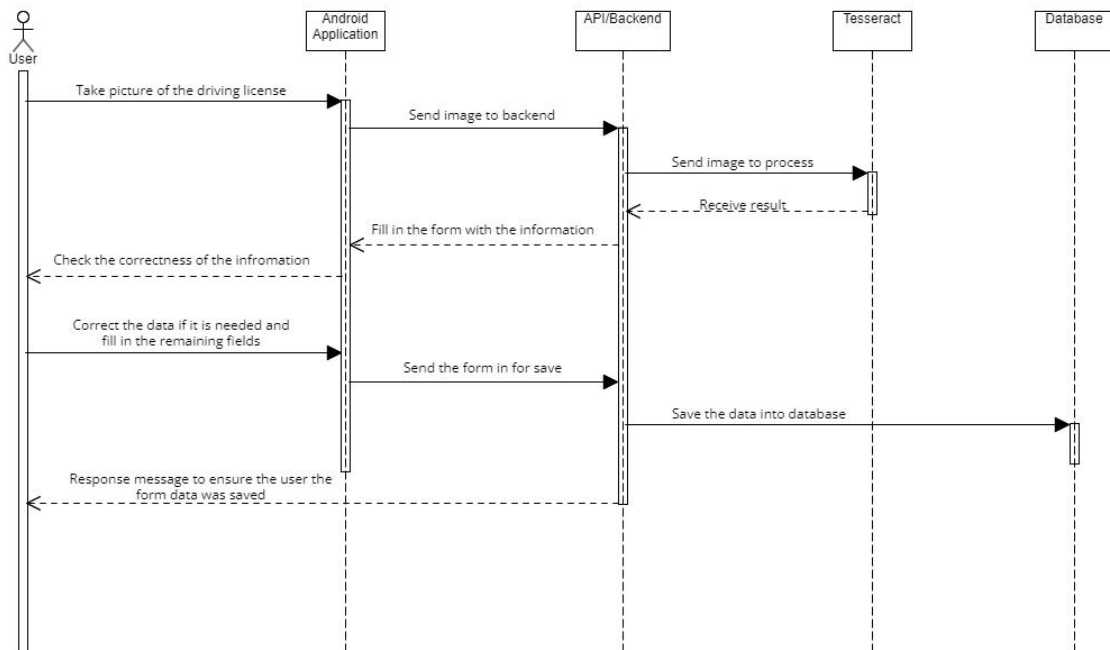 Android
Application
API/Backend
Tesseract
Database
User
Take picture of the driving license
Send image to backend
Send image to process
Receive result
Fill in the form with the information
Check the correctness of the infromation
Correct the data if it is needed and
fill in the remaining fields
Send the form in for save
Save the data into database
Response message to ensure the user the
form data was saved